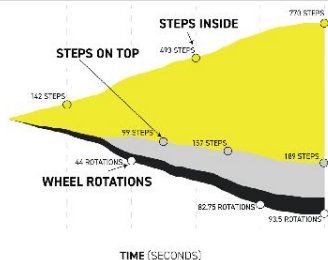 770 STEPS
STEPS INSIDE
493 STEPS
STEPS ON TOP
142 STEPS
99 STEPS
157 STEPS
189 STEPS
44 ROTATIONS
WHEEL ROTATIONS
82.75 ROTATIONS
93.5 ROTATIONS
TIME (SECONDS)